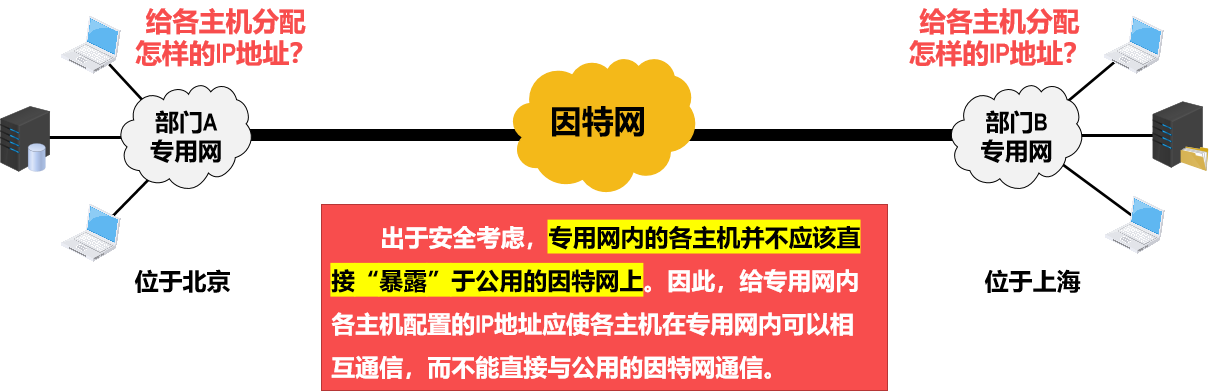 给各主机分配
怎样的IP地址？
给各主机分配
怎样的IP地址？
部门A
专用网
因特网
部门B
专用网
位于北京
位于上海
出于安全考虑，专用网内的各主机并不应该直
接“暴露”于公用的因特网上。因此，给专用网内
各主机配置的IP地址应使各主机在专用网内可以相
互通信，而不能直接与公用的因特网通信。